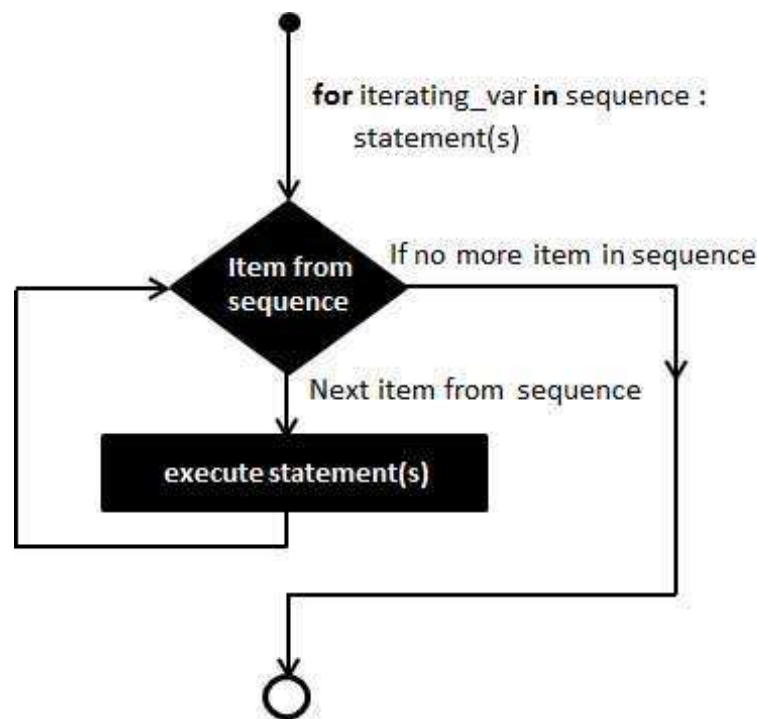 for iterating_var in sequence :
statement(s)
Item from
sequence
If no more item in sequence
Next item from sequence
execute statement(s)